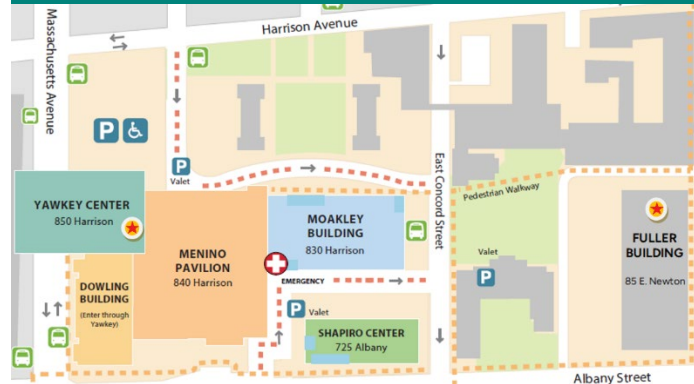 Massachusetts Avenue
Harrison Avenue
P
P
Valet
East Concord Street
Pedestrian Walkway
YAWKEY CENTER
850 Harrison
MENINO
PAVILION
840 Harrison
MOAKLEY
BUILDING
830 Harrison
FULLER
BUILDING
85 E. Newton
Valet
P
DOWLING
BUILDING
(Enter through
Yawkey)
EMERGENCY
P
Valet
SHAPIRO CENTER
725 Albany
Albany Street